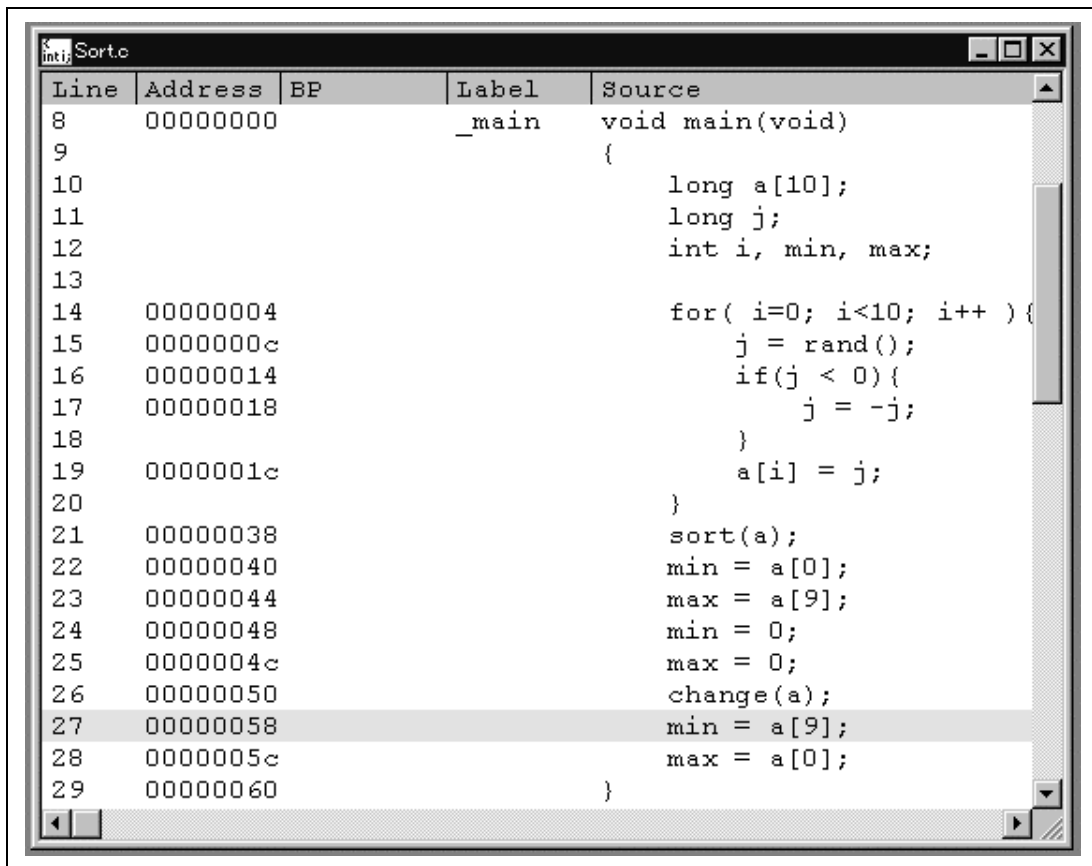 int i; Sort.c
Line Address BP Label Source
8 00000000 _main void main(void)
9 {
10 long a[10];
11 long j;
12 int i, min, max;
13
14 00000004 for( i=0; i<10; i++ ){
15 0000000c j = rand();
16 00000014 if(j < 0){
17 00000018 j = -j;
18 }
19 0000001c a[i] = j;
20 }
21 00000038 sort(a);
22 00000040 min = a[0];
23 00000044 max = a[9];
24 00000048 min = 0;
25 0000004c max = 0;
26 00000050 change(a);
27 00000058 min = a[9];
28 0000005c max = a[0];
29 00000060 }